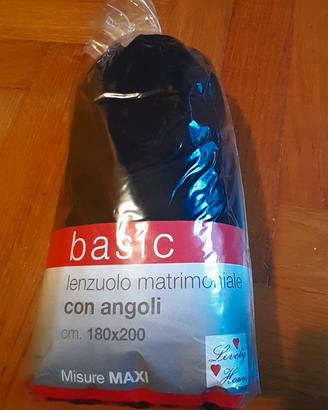 basic
lenzuolo matrimoniale
con angoli
cm. 180x200
Misure MAXI
Lovely
Home